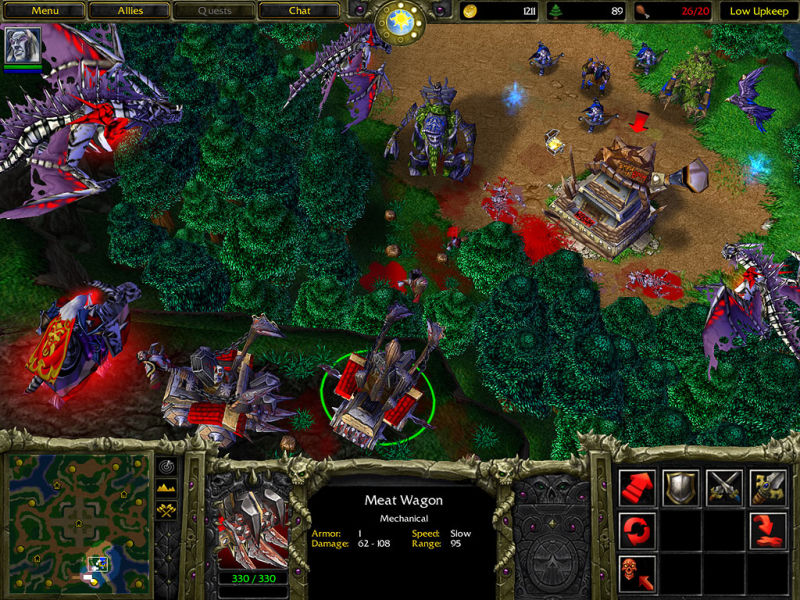 Menu
Allies
Quests
Chat
1211
89
26/20
Low Upkeep
Meat Wagon
Mechanical
Armor: 1 Speed: Slow
Damage: 62 - 108 Range: 95
330 / 330